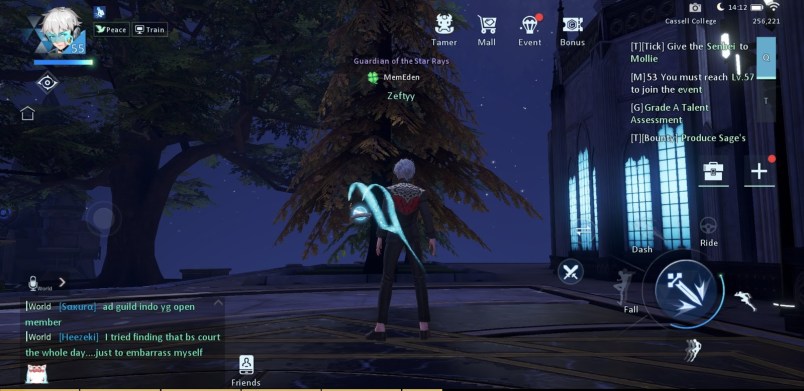 55
Peace
Train
Tamer
Mall
Event
Bonus
14:12
Cassell College
256,221
Guardian of the Star Rays
MemEden
Zeftyy
[T][Tick] Give the Senbei to
Mollie
[M]53 You must reach Lv.57
to join the event
[G]Grade A Talent
Assessment
[T][Bounty] Produce Sage's
Q
T
Ride
Dash
Fall
World
World [Sakura] ad guild indo yg open
member
World [Heezeki] I tried finding that bs court
the whole day....just to embarrass myself
Friends